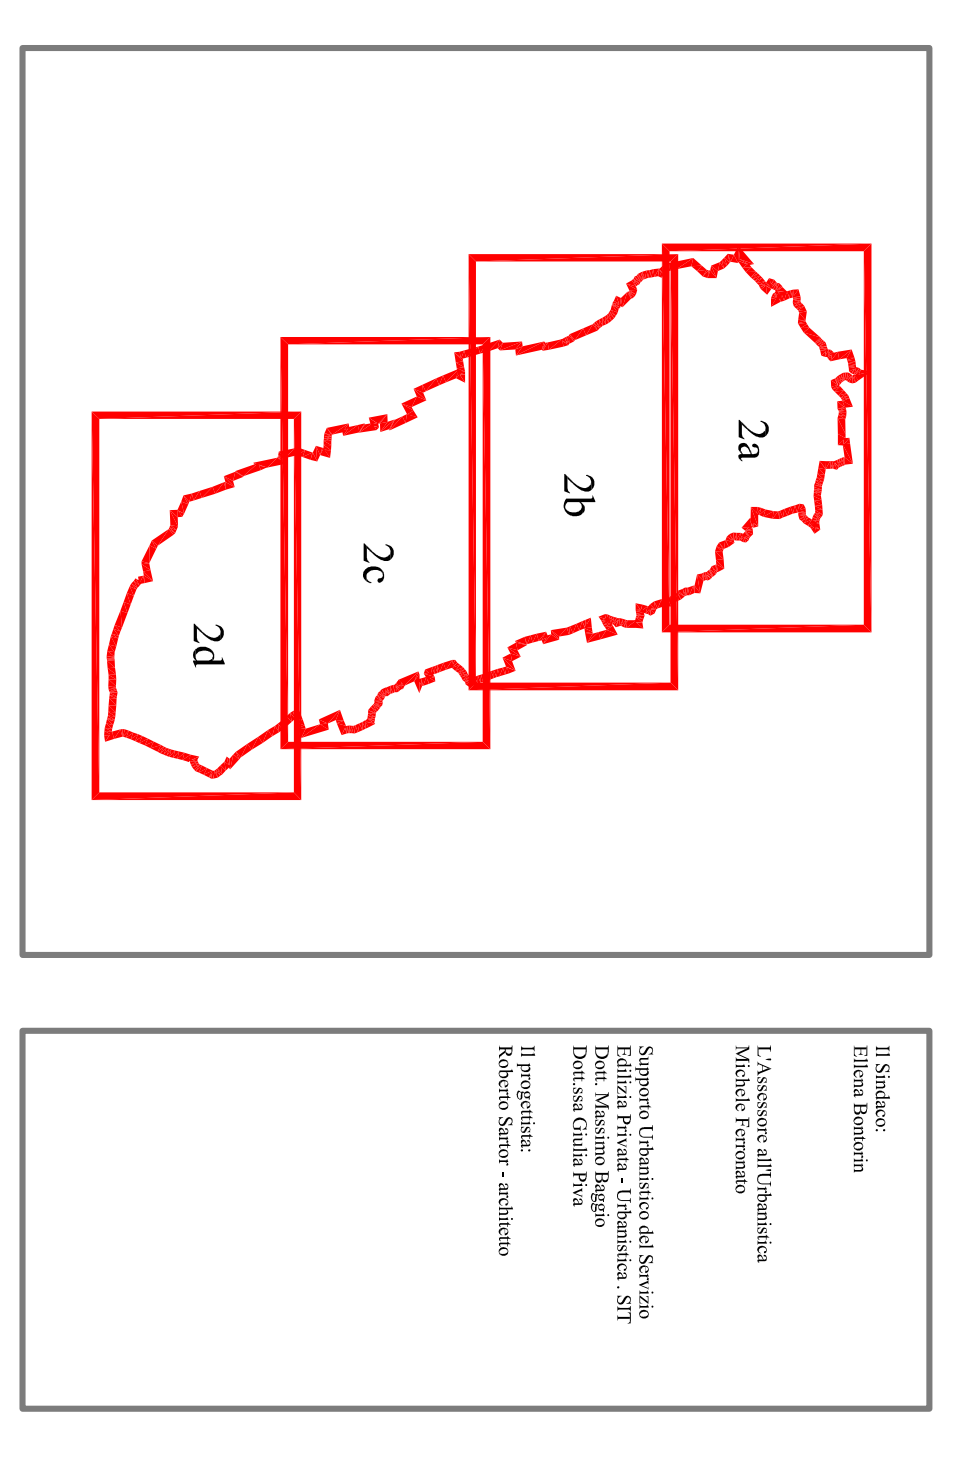 2a
2b
2c
2d
Il Sindaco:
Ellena Bontorin
L'Assessore all'Urbanistica
Michele Ferronato
Supporto Urbanistico del Servizio
Edilizia Privata - Urbanistica . SIT
Dott. Massimo Baggio
Dott.ssa Giulia Piva
Il progettista:
Roberto Sartor - architetto